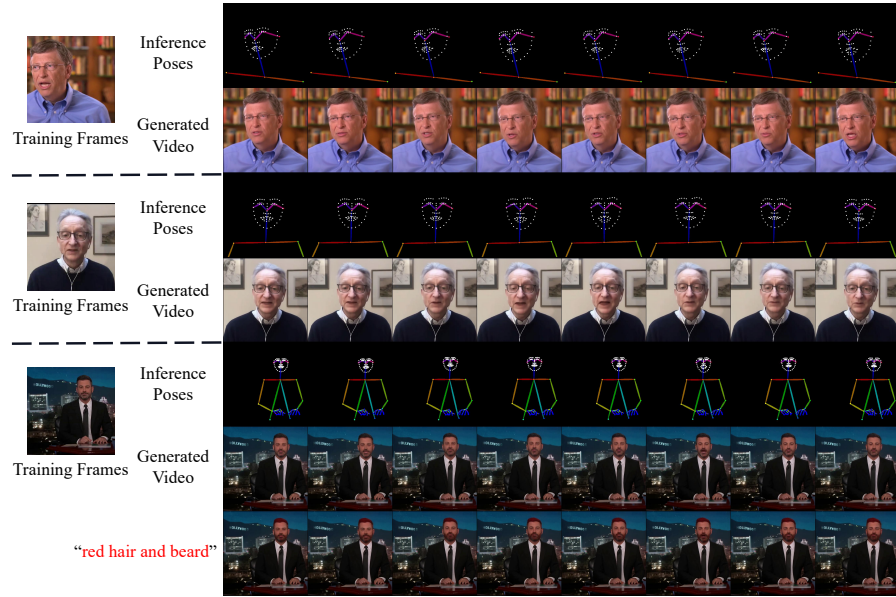 Inference
Poses
Training Frames
Generated
Video
Inference
Poses
Training Frames
Generated
Video
Inference
Poses
Training Frames
Generated
Video
“red hair and beard”